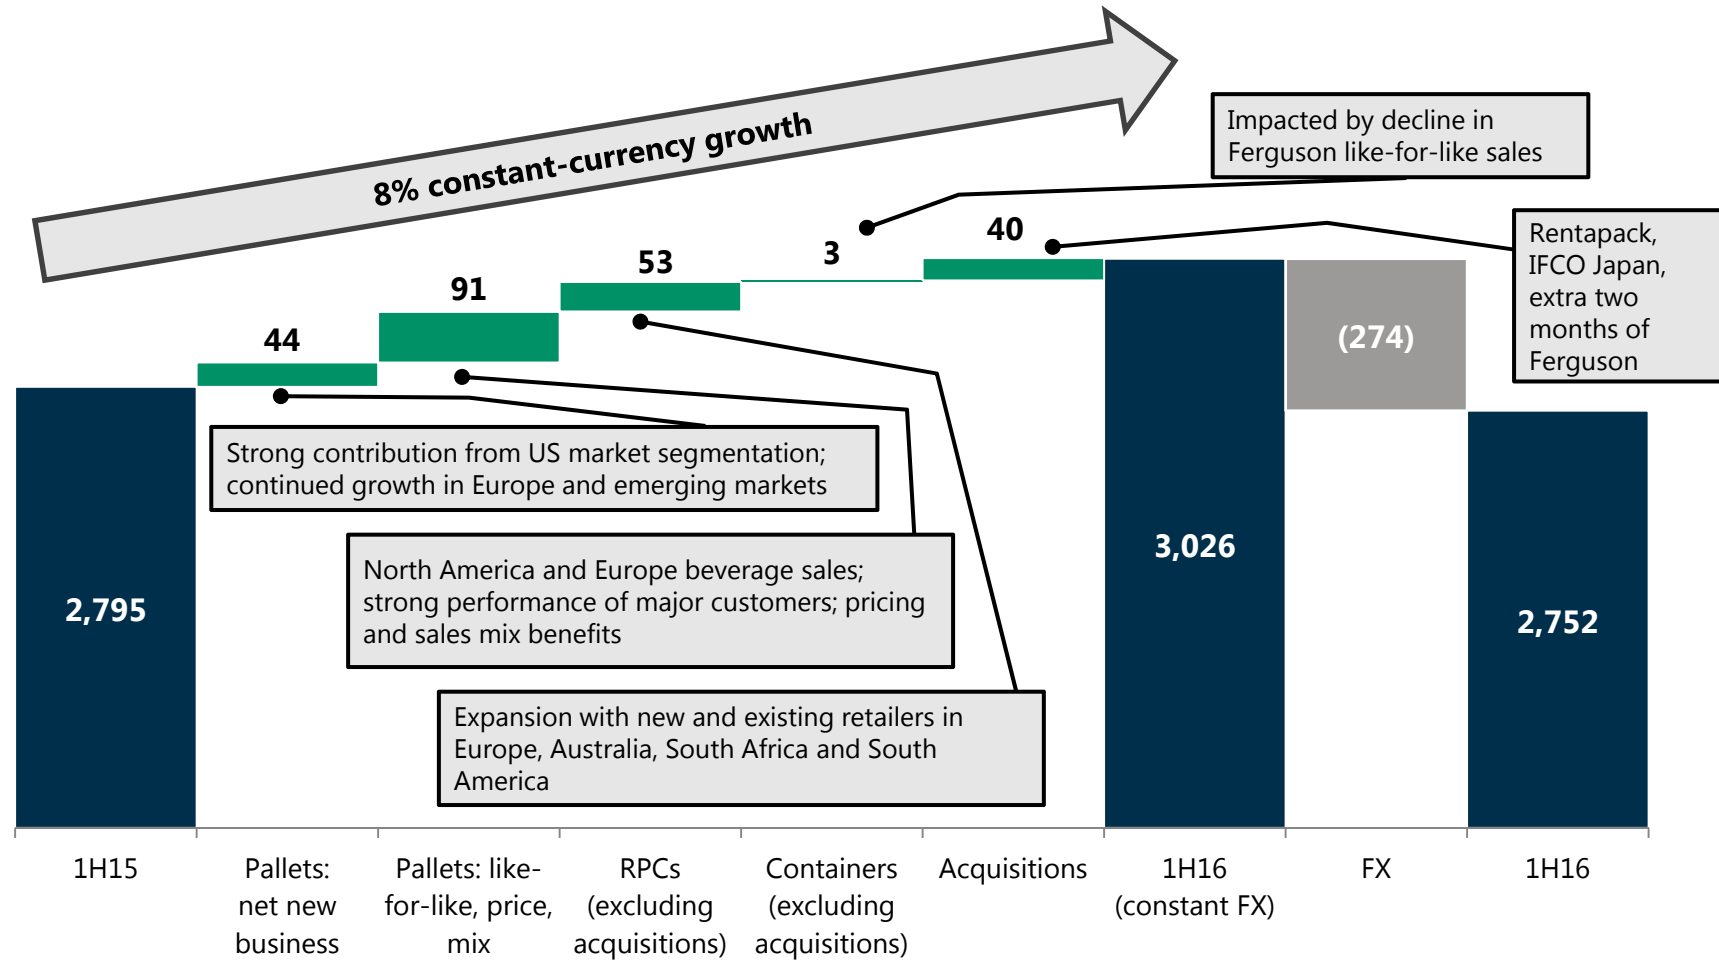 8% constant-currency growth
Impacted by decline in
Ferguson like-for-like sales
Rentapack,
IFCO Japan,
extra two
months of
Ferguson
44
91
53
3
40
(274)
Strong contribution from US market segmentation;
continued growth in Europe and emerging markets
North America and Europe beverage sales;
strong performance of major customers; pricing
and sales mix benefits
Expansion with new and existing retailers in
Europe, Australia, South Africa and South
America
2,795
3,026
2,752
1H15
Pallets:
net new
business
Pallets: like-
for-like, price,
mix
RPCs
(excluding
acquisitions)
Containers
(excluding
acquisitions)
Acquisitions
1H16
(constant FX)
FX
1H16